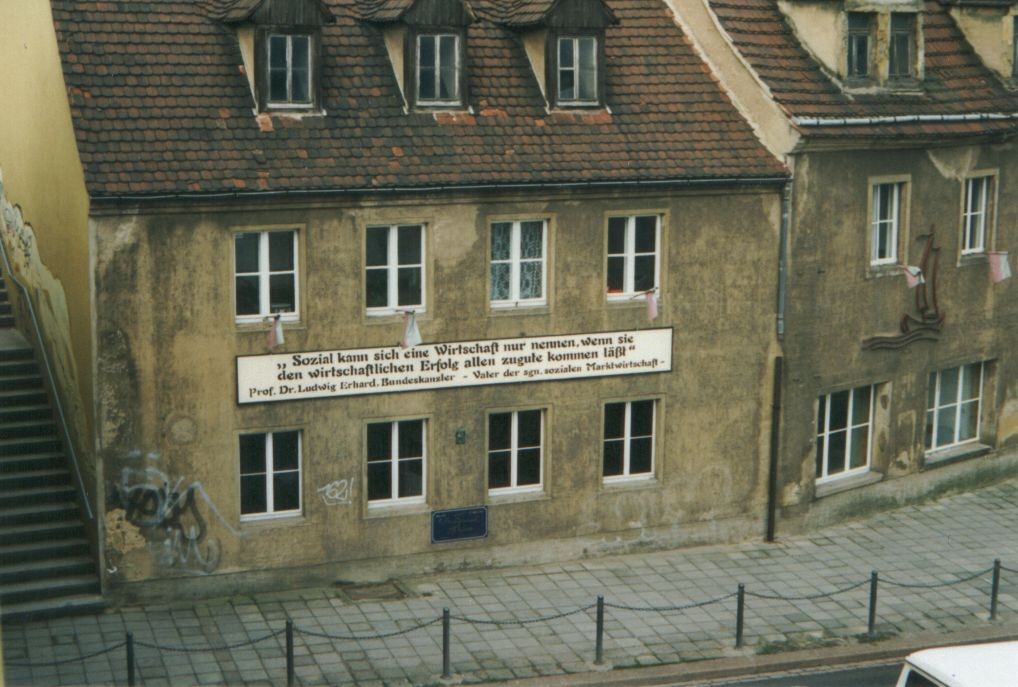 „Sozial kann sich eine Wirtschaft nur nennen, wenn sie
den wirtschaftlichen Erfolg allen zugute kommen läßt“
Prof. Dr. Ludwig Erhard, Bundeskanzler - Vater der sgn. sozialen Marktwirtschaft -
"162!